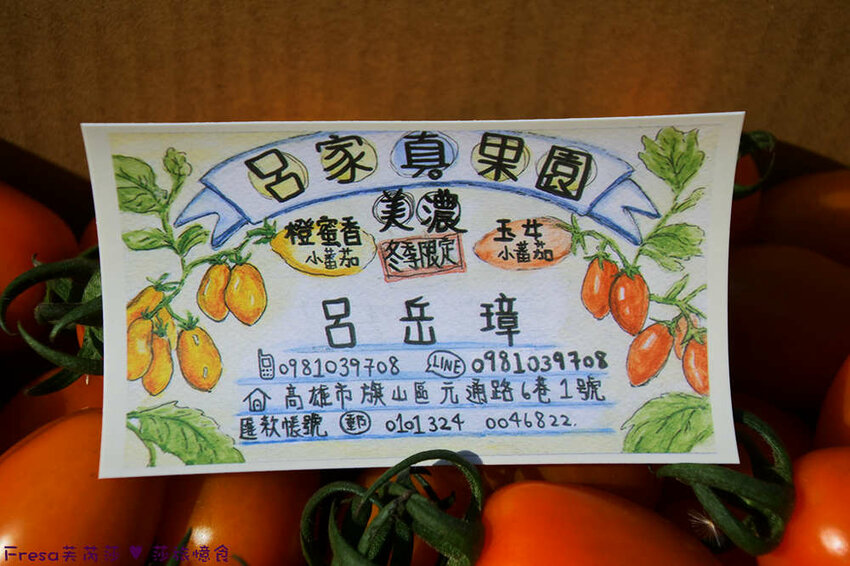 呂家真果園
美濃
橙蜜香 小蕃茄
冬季限定
玉女 小蕃茄
呂岳璋
0981039708 LINE 0981039708
高雄市旗山區元通路6巷1號
匯款帳號 郵 0101324 0046822.
Fresa芙芮莎 ♥ 莎旅憶食